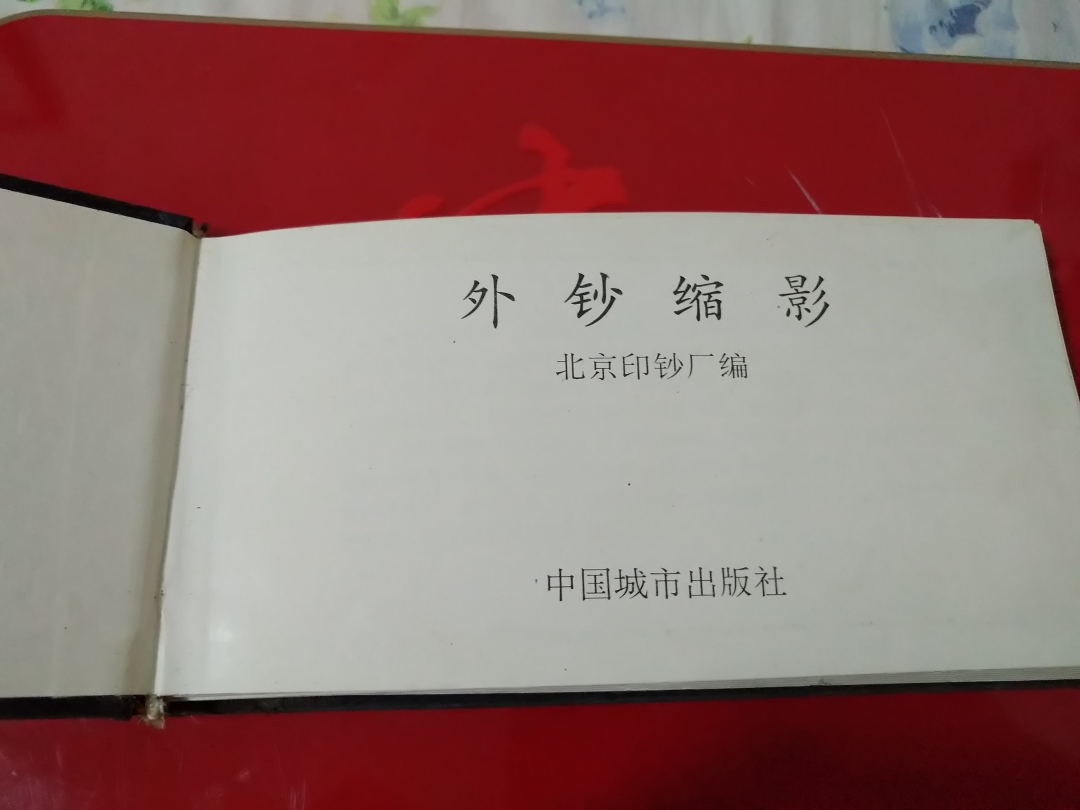 外钞缩影
北京印钞厂编
中国城市出版社